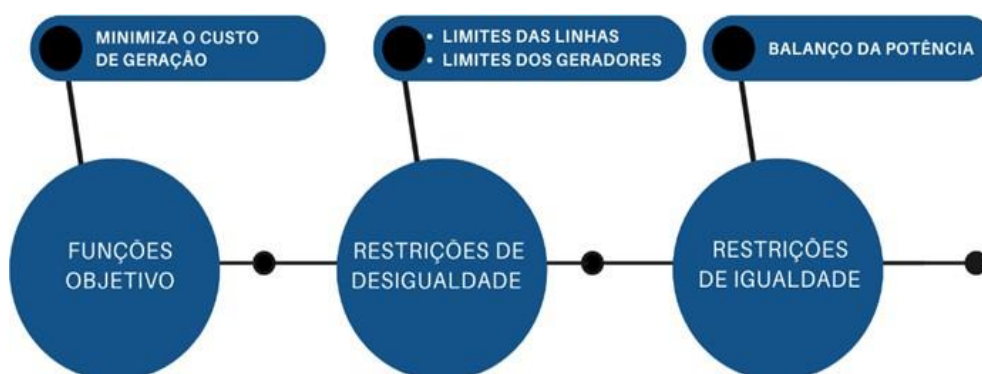 MINIMIZA O CUSTO
DE GERAÇÃO
• LIMITES DAS LINHAS
• LIMITES DOS GERADORES
BALANÇO DA POTÊNCIA
FUNÇÕES
OBJETIVO
RESTRIÇÕES DE
DESIGUALDADE
RESTRIÇÕES
DE IGUALDADE